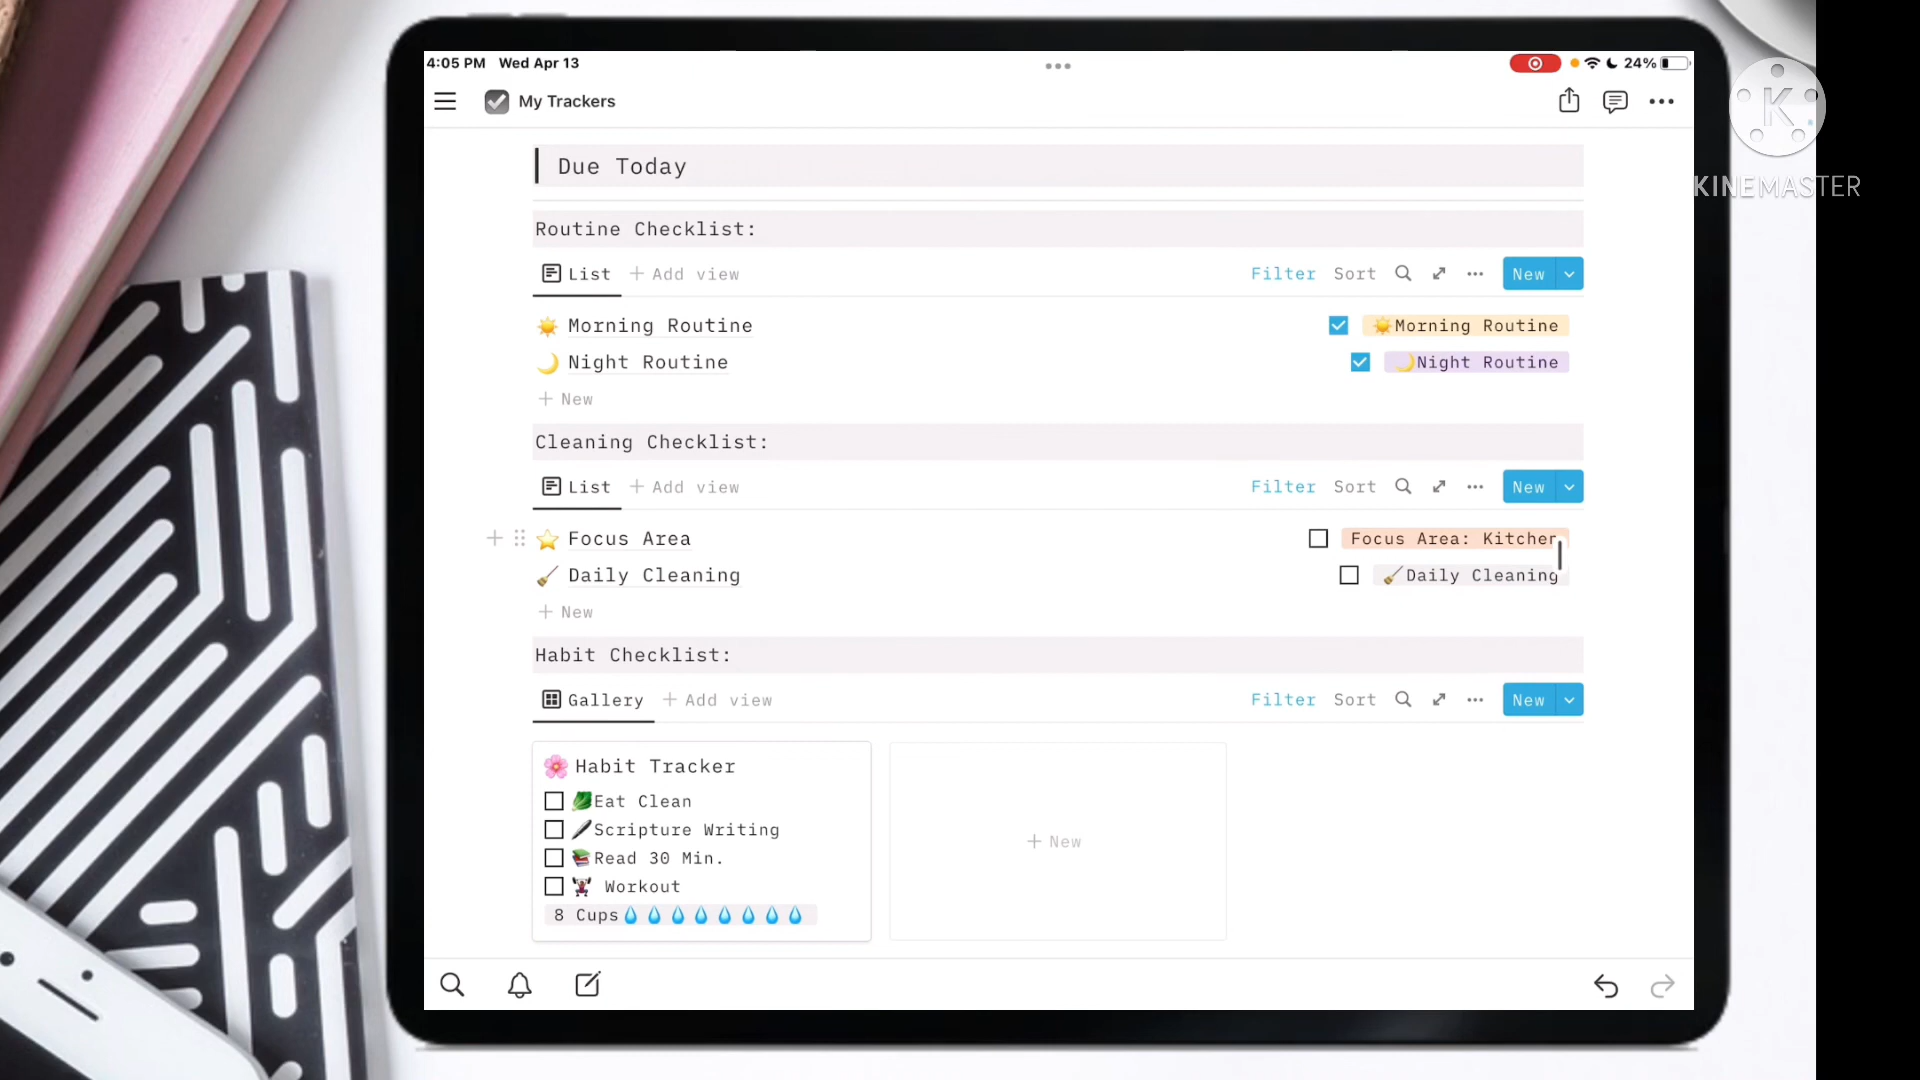 4:05 PM Wed Apr 13
24%
My Trackers
KINEMASTER
Due Today
Routine Checklist:
List + Add view Filter Sort New
Morning Routine Morning Routine
Night Routine Night Routine
+ New
Cleaning Checklist:
List + Add view Filter Sort New
Focus Area Focus Area: Kitchen
Daily Cleaning Daily Cleaning
+ New
Habit Checklist:
Gallery + Add view Filter Sort New
Habit Tracker
Eat Clean
Scripture Writing
Read 30 Min.
Workout
8 Cups
+ New